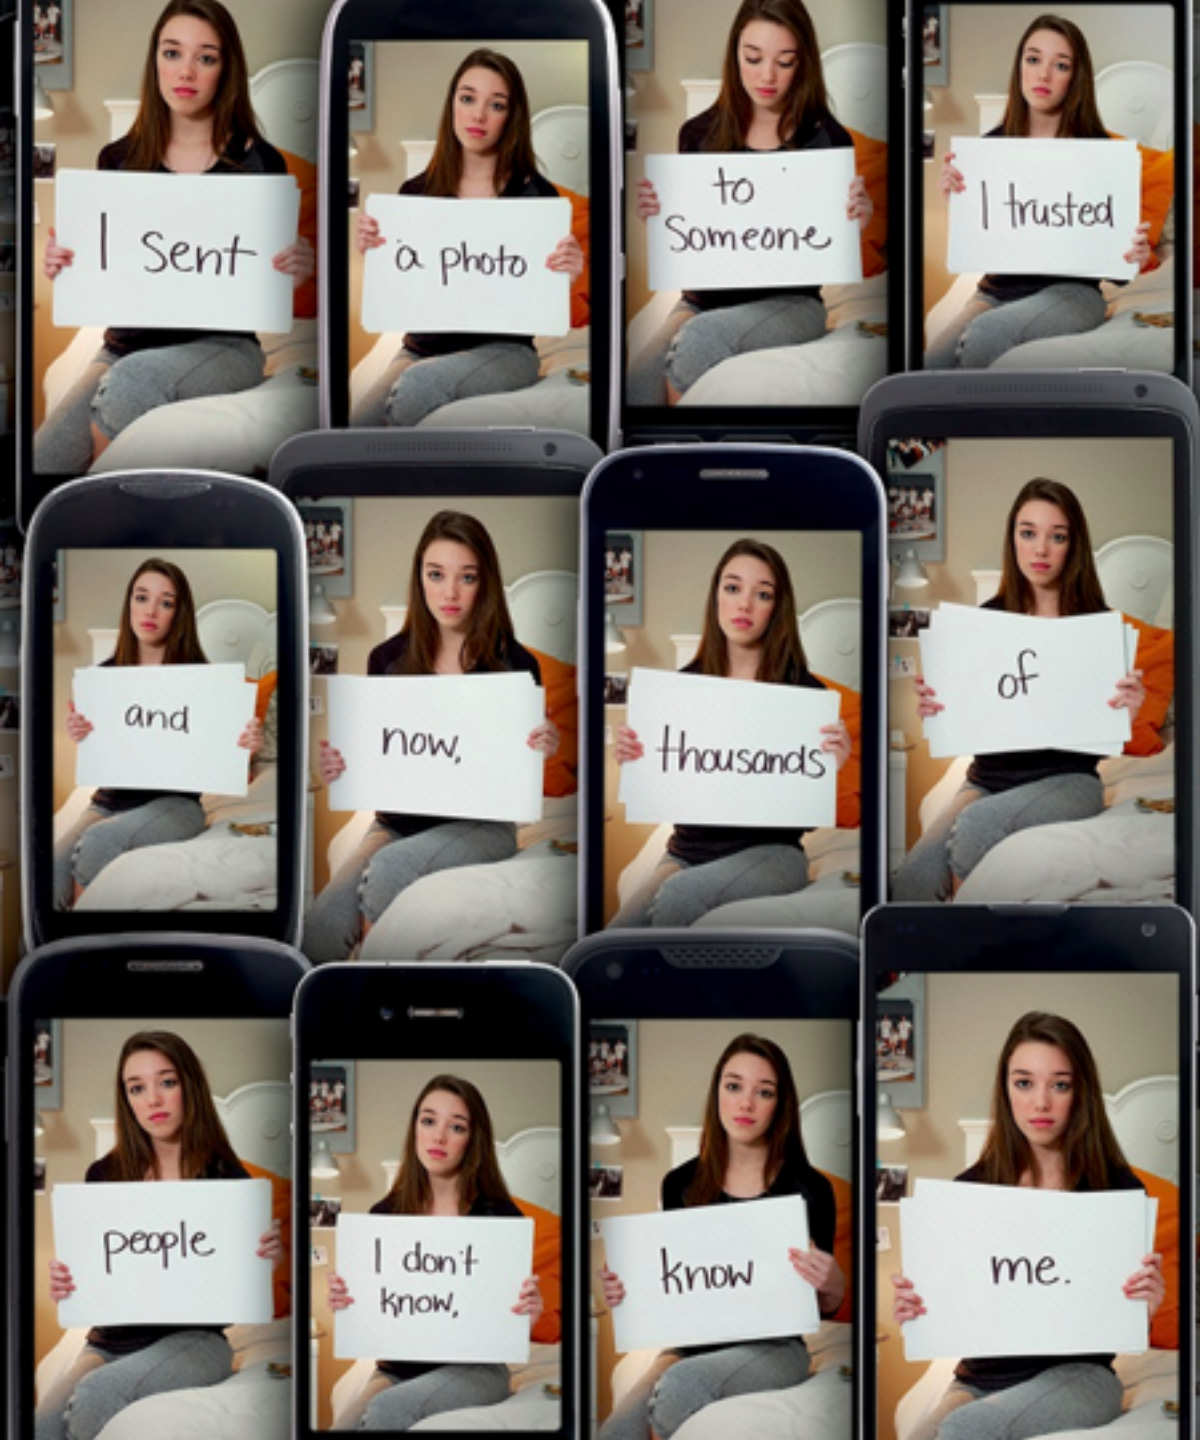 I sent
a photo
to
someone
I trusted
and
now,
thousands
of
people
I don't
know,
know
me.